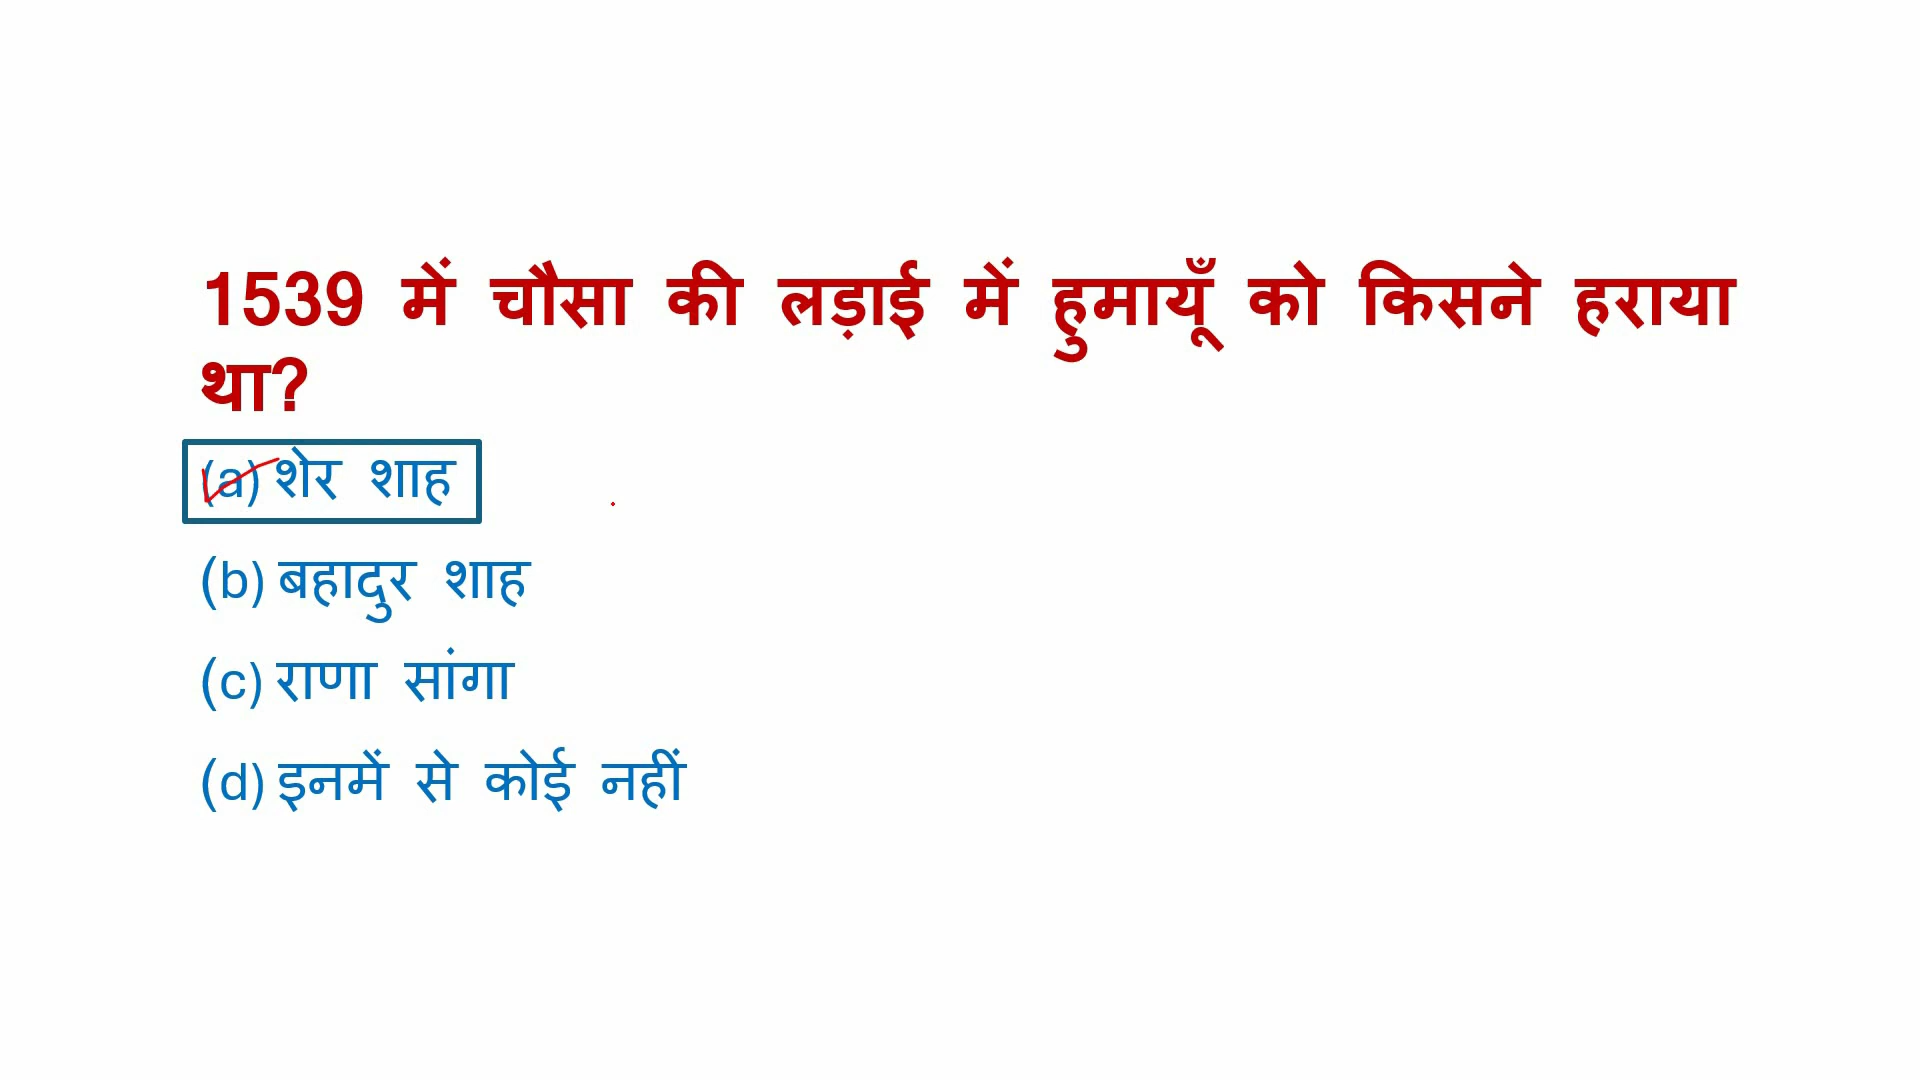 1539 में चौसा की लड़ाई में हुमायूँ को किसने हराया
था?
(a) शेर शाह
(b) बहादुर शाह
(c) राणा सांगा
(d) इनमें से कोई नहीं